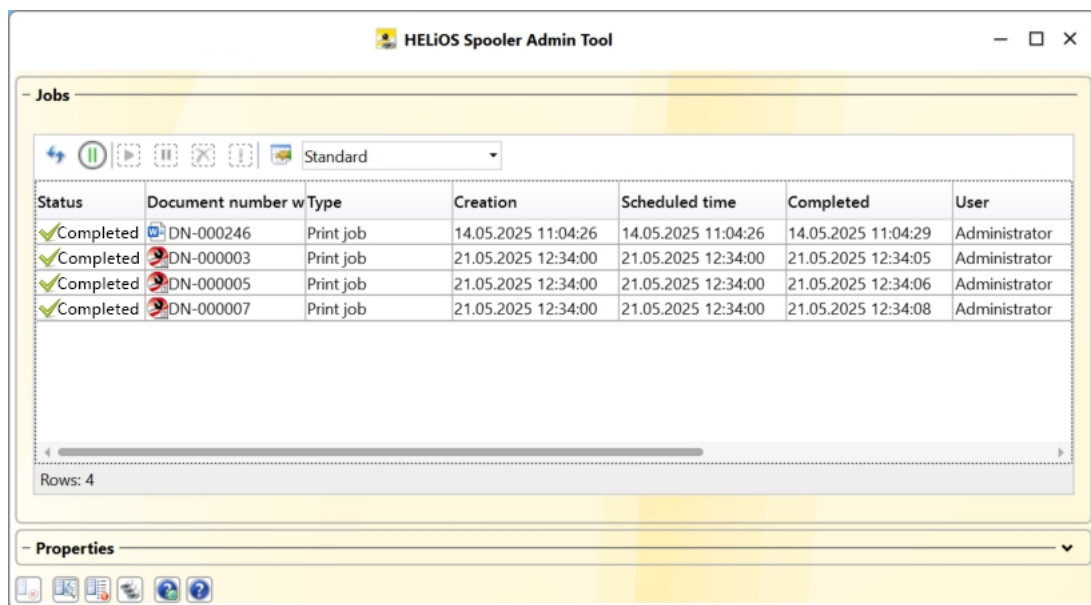 HELiOS Spooler Admin Tool
Jobs
Standard
Status Document number w Type Creation Scheduled time Completed User
Completed DN-000246 Print job 14.05.2025 11:04:26 14.05.2025 11:04:26 14.05.2025 11:04:29 Administrator
Completed DN-000003 Print job 21.05.2025 12:34:00 21.05.2025 12:34:00 21.05.2025 12:34:05 Administrator
Completed DN-000005 Print job 21.05.2025 12:34:00 21.05.2025 12:34:00 21.05.2025 12:34:06 Administrator
Completed DN-000007 Print job 21.05.2025 12:34:00 21.05.2025 12:34:00 21.05.2025 12:34:08 Administrator
Rows: 4
Properties